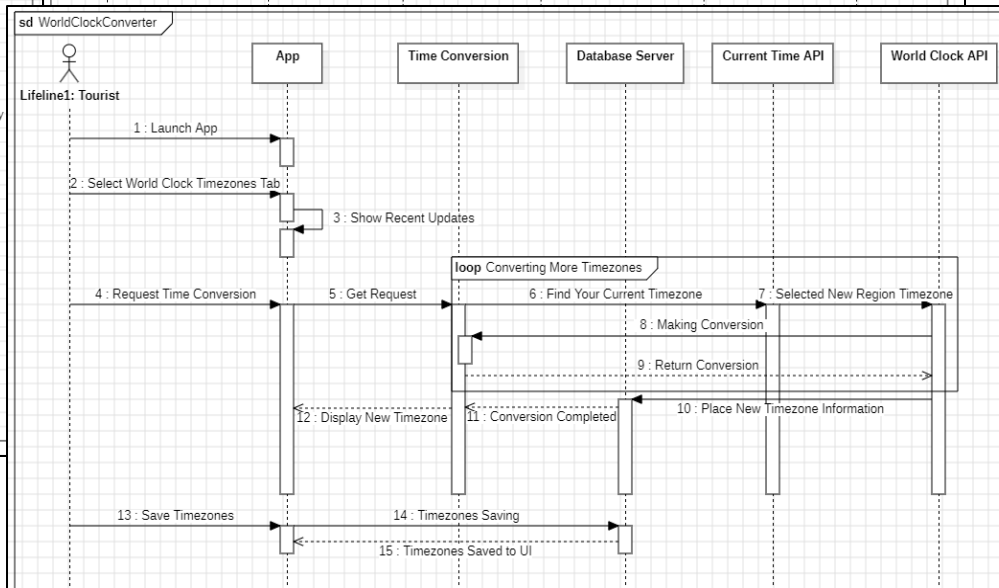 sd WorldClockConverter
App
Time Conversion
Database Server
Current Time API
World Clock API
Lifeline1: Tourist
1 : Launch App
2 : Select World Clock Timezones Tab
3 : Show Recent Updates
loop Converting More Timezones
4 : Request Time Conversion
5 : Get Request
6 : Find Your Current Timezone
7 : Selected New Region Timezone
8 : Making Conversion
9 : Return Conversion
10 : Place New Timezone Information
11 : Conversion Completed
12 : Display New Timezone
13 : Save Timezones
14 : Timezones Saving
15 : Timezones Saved to UI